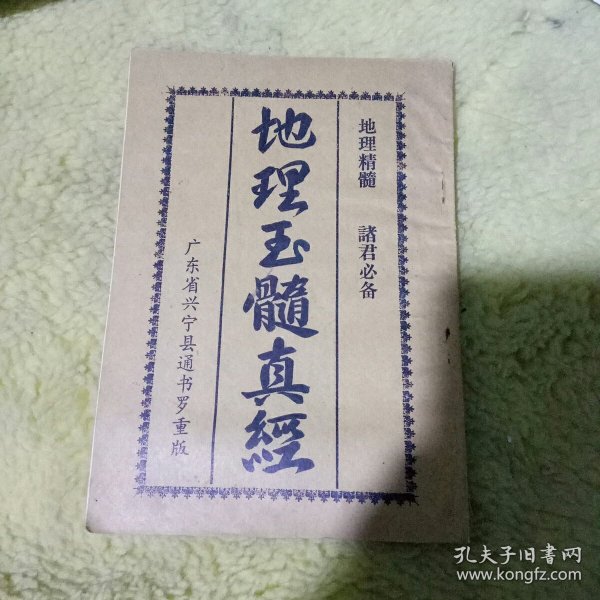 地理精髓 諸君必备
地理玉髓真經
广东省兴宁县通书罗重版
孔夫子旧书网
www.kongfz.com